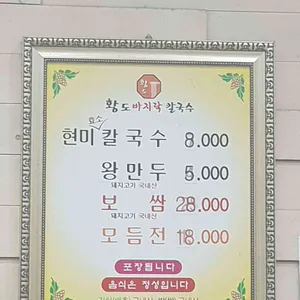 황도바지락칼국수
효소
현미칼국수 8.000
왕만두 5.000
돼지고기 국내산
보쌈 28.000
돼지고기 국내산
모듬전 18.000
포장됩니다
음식은 정성입니다